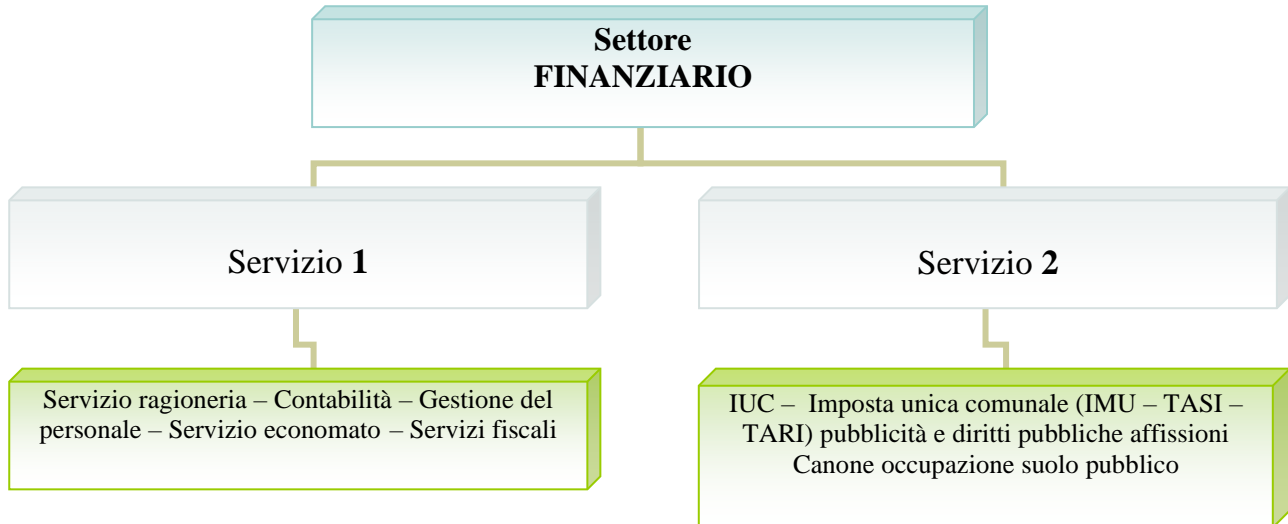 Settore
FINANZIARIO
Servizio 1
Servizio 2
Servizio ragioneria – Contabilità – Gestione del
personale – Servizio economato – Servizi fiscali
IUC – Imposta unica comunale (IMU – TASI –
TARI) pubblicità e diritti pubbliche affissioni
Canone occupazione suolo pubblico